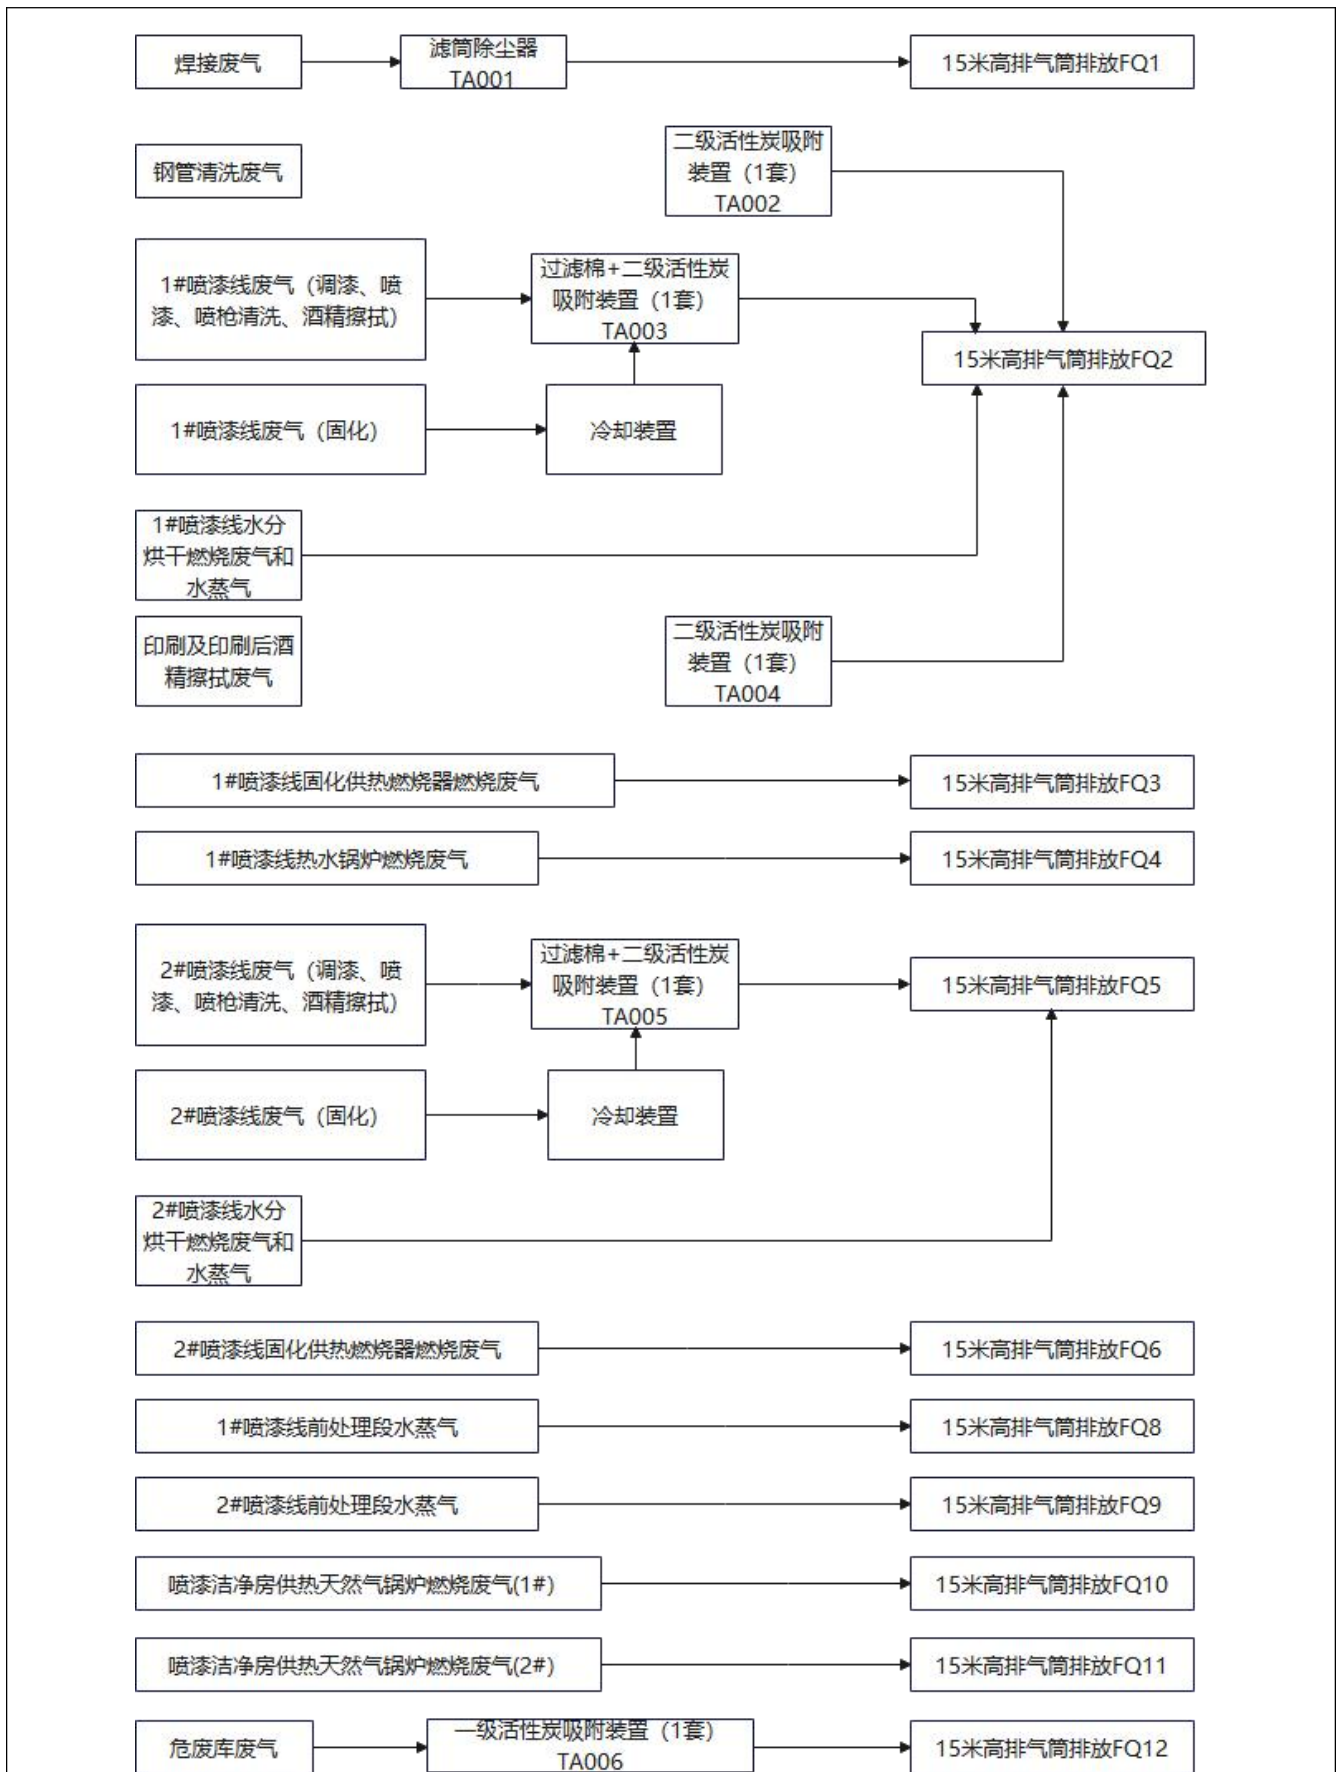 焊接废气
滤筒除尘器
TA001
15米高排气筒排放FQ1
钢管清洗废气
二级活性炭吸附
装置（1套）
TA002
1#喷漆线废气（调漆、喷
漆、喷枪清洗、酒精擦拭）
过滤棉+二级活性炭
吸附装置（1套）
TA003
15米高排气筒排放FQ2
1#喷漆线废气（固化）
冷却装置
1#喷漆线水分
烘干燃烧废气和
水蒸气
印刷及印刷后酒
精擦拭废气
二级活性炭吸附
装置（1套）
TA004
1#喷漆线固化供热燃烧器燃烧废气
15米高排气筒排放FQ3
1#喷漆线热水锅炉燃烧废气
15米高排气筒排放FQ4
2#喷漆线废气（调漆、喷
漆、喷枪清洗、酒精擦拭）
过滤棉+二级活性炭
吸附装置（1套）
TA005
15米高排气筒排放FQ5
2#喷漆线废气（固化）
冷却装置
2#喷漆线水分
烘干燃烧废气和
水蒸气
2#喷漆线固化供热燃烧器燃烧废气
15米高排气筒排放FQ6
1#喷漆线前处理段水蒸气
15米高排气筒排放FQ8
2#喷漆线前处理段水蒸气
15米高排气筒排放FQ9
喷漆洁净房供热天然气锅炉燃烧废气(1#)
15米高排气筒排放FQ10
喷漆洁净房供热天然气锅炉燃烧废气(2#)
15米高排气筒排放FQ11
危废库废气
一级活性炭吸附装置（1套）
TA006
15米高排气筒排放FQ12